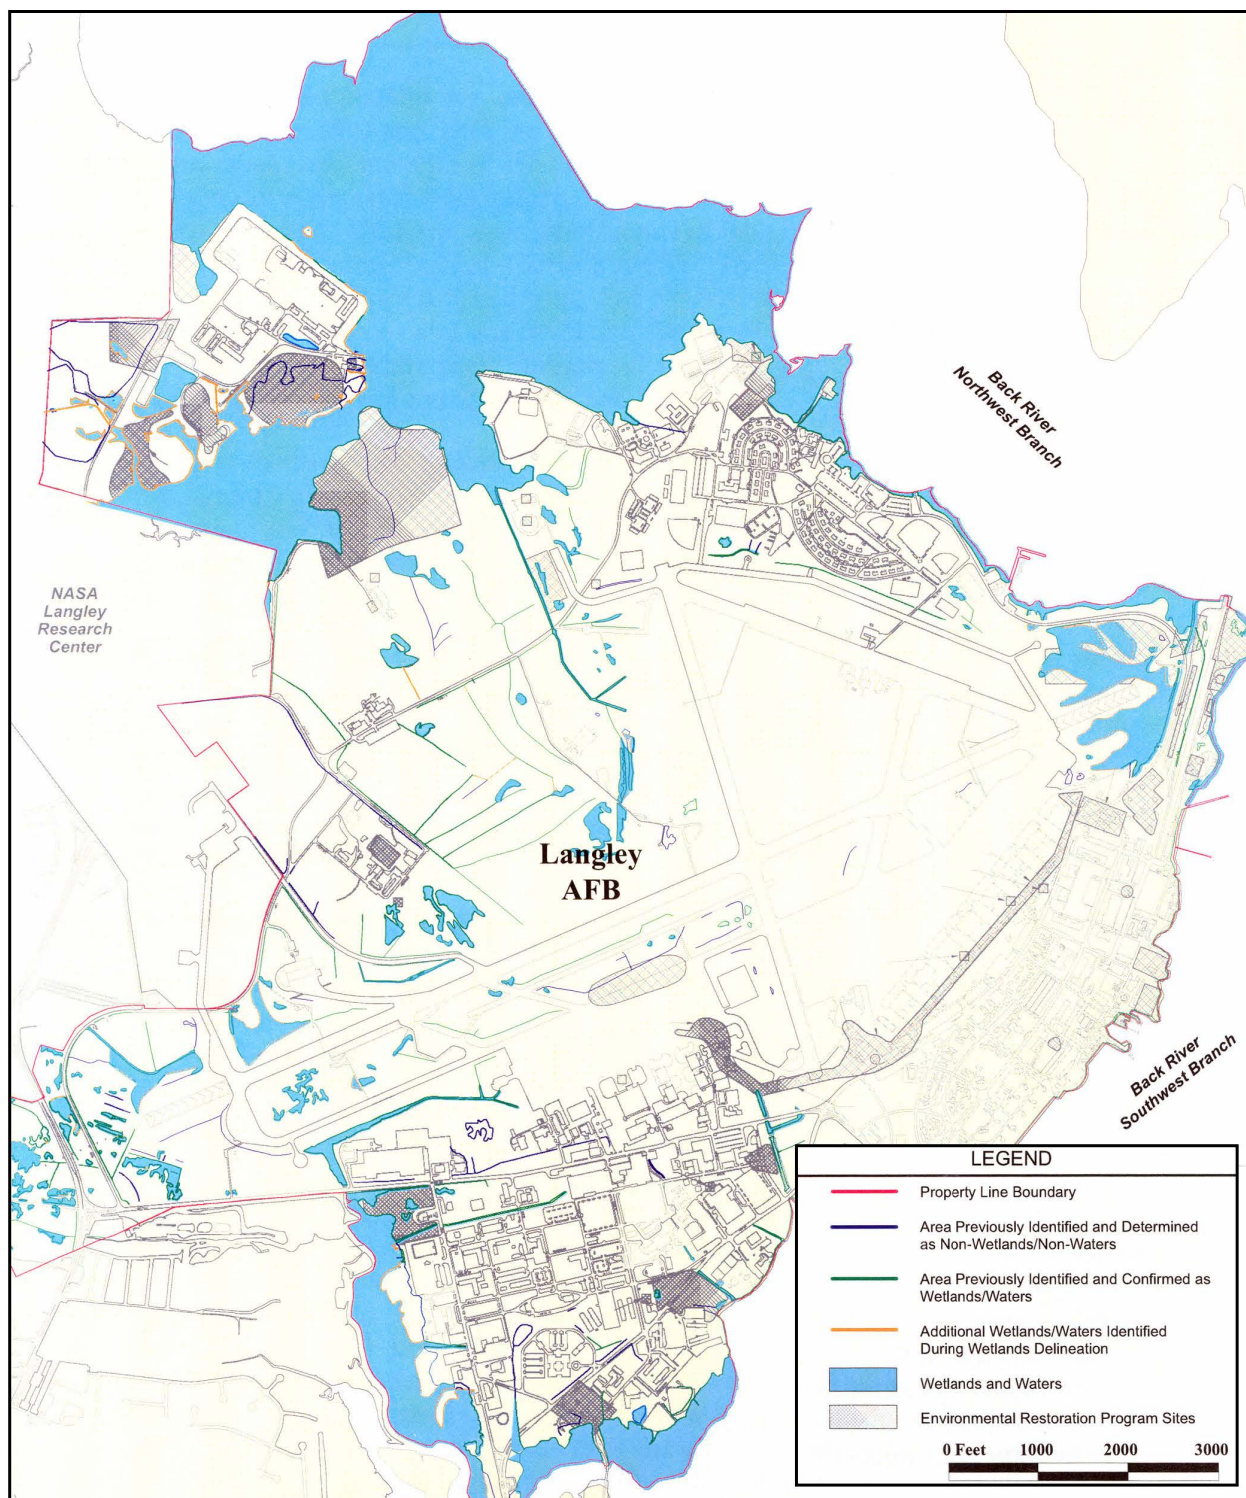 Back River
Northwest Branch
NASA
Langley
Research
Center
Langley
AFB
Back River
Southwest Branch
LEGEND
Property Line Boundary
Area Previously Identified and Determined
as Non-Wetlands/Non-Waters
Area Previously Identified and Confirmed as
Wetlands/Waters
Additional Wetlands/Waters Identified
During Wetlands Delineation
Wetlands and Waters
Environmental Restoration Program Sites
0 Feet 1000 2000 3000